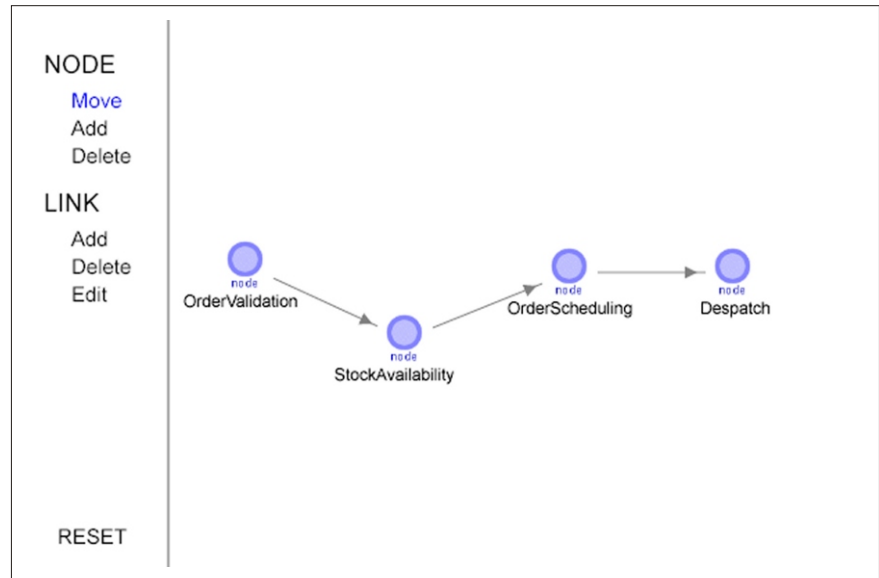 NODE
Move
Add
Delete
LINK
Add
Delete
Edit
RESET
node
OrderValidation
node
StockAvailability
node
OrderScheduling
node
Despatch